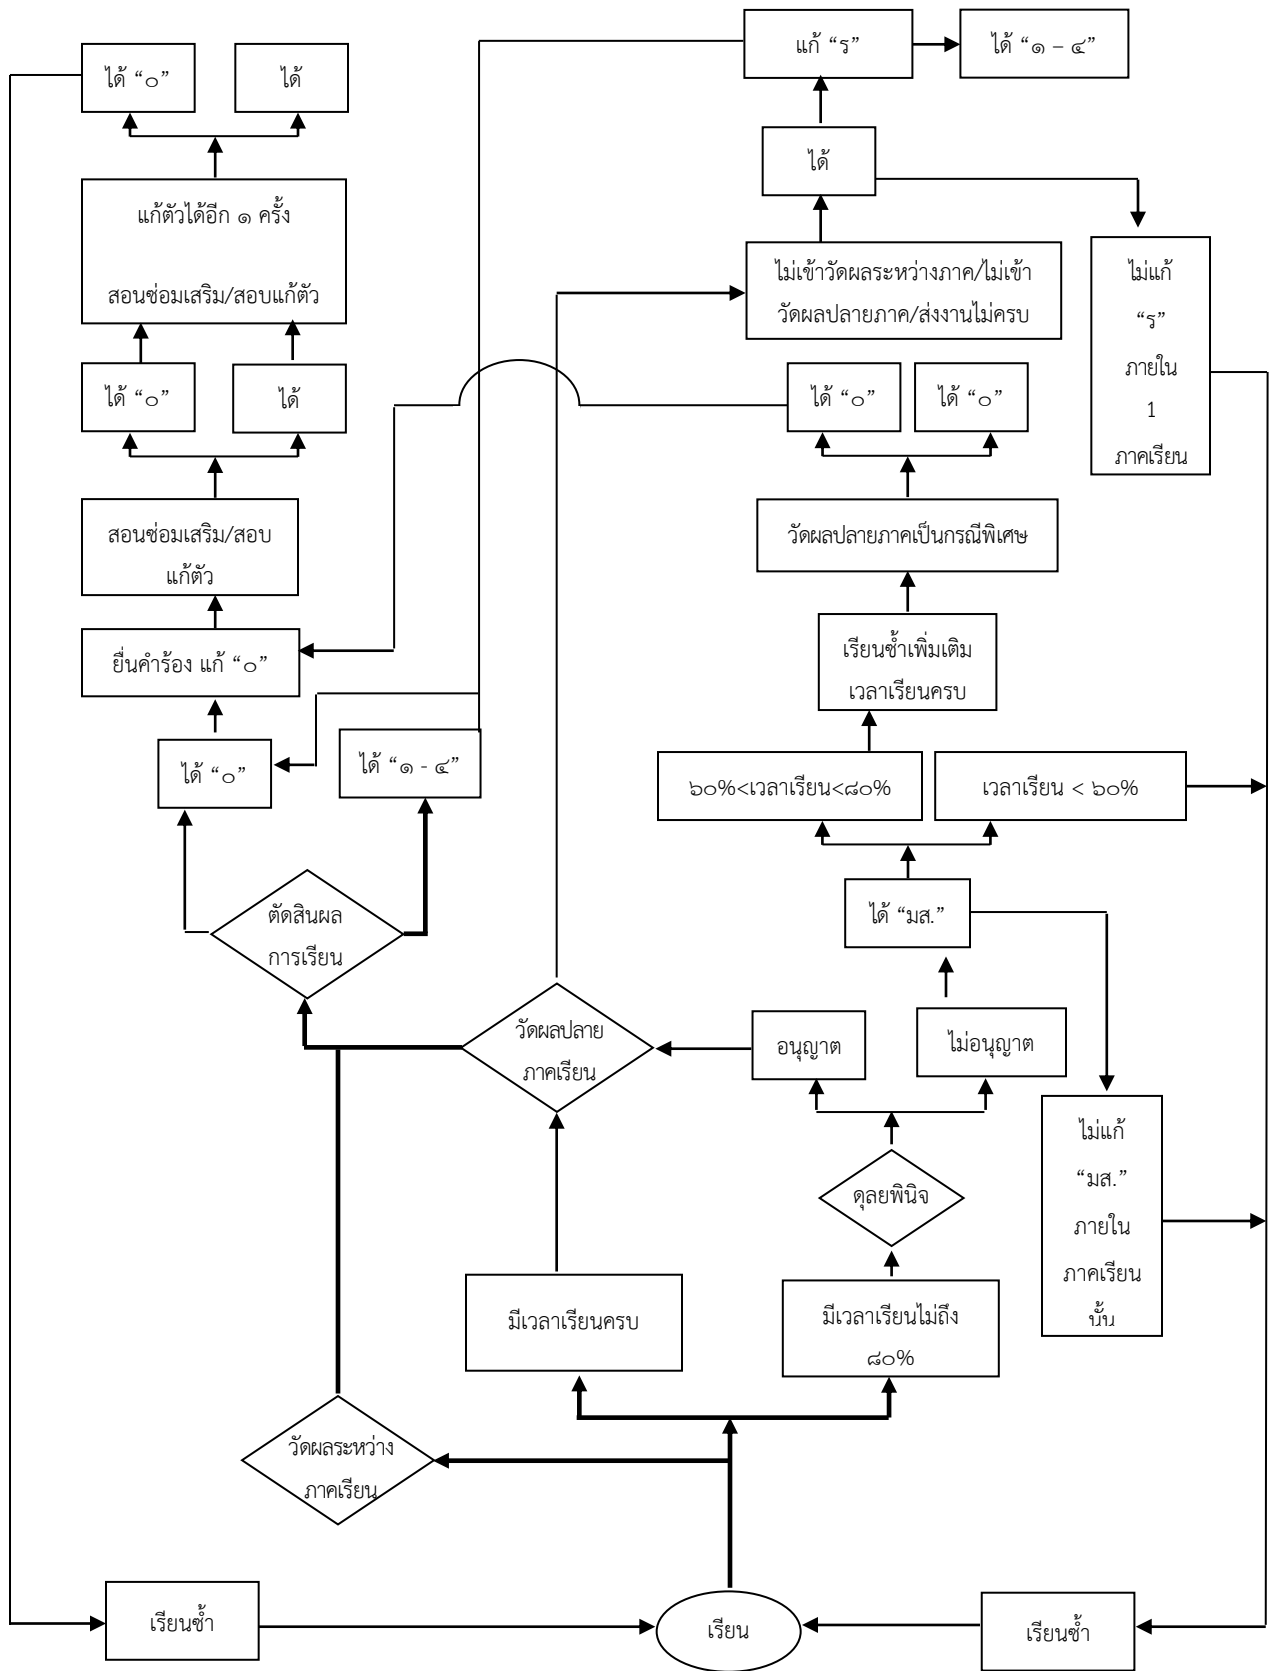 แก้ “ร”
ได้ “๑ – ๔”
ได้ “๐”
ได้
ได้
แก้ตัวได้อีก ๑ ครั้ง
สอนซ่อมเสริม/สอบแก้ตัว
ไม่เข้าวัดผลระหว่างภาค/ไม่เข้า
วัดผลปลายภาค/ส่งงานไม่ครบ
ไม่แก้
“ร”
ภายใน
1
ภาคเรียน
ได้ “๐”
ได้
ได้ “๐”
ได้ “๐”
สอนซ่อมเสริม/สอบ
แก้ตัว
วัดผลปลายภาคเป็นกรณีพิเศษ
ยื่นคำร้อง แก้ “๐”
เรียนซ้ำเพิ่มเติม
เวลาเรียนครบ
ได้ “๐”
ได้ “๑ - ๔”
๖๐%<เวลาเรียน<๘๐%
เวลาเรียน < ๖๐%
ตัดสินผล
การเรียน
ได้ “มส.”
วัดผลปลาย
ภาคเรียน
อนุญาต
ไม่อนุญาต
ไม่แก้
“มส.”
ภายใน
ภาคเรียน
นั้น
ดุลยพินิจ
มีเวลาเรียนครบ
มีเวลาเรียนไม่ถึง
๘๐%
วัดผลระหว่าง
ภาคเรียน
เรียนซ้ำ
เรียน
เรียนซ้ำ